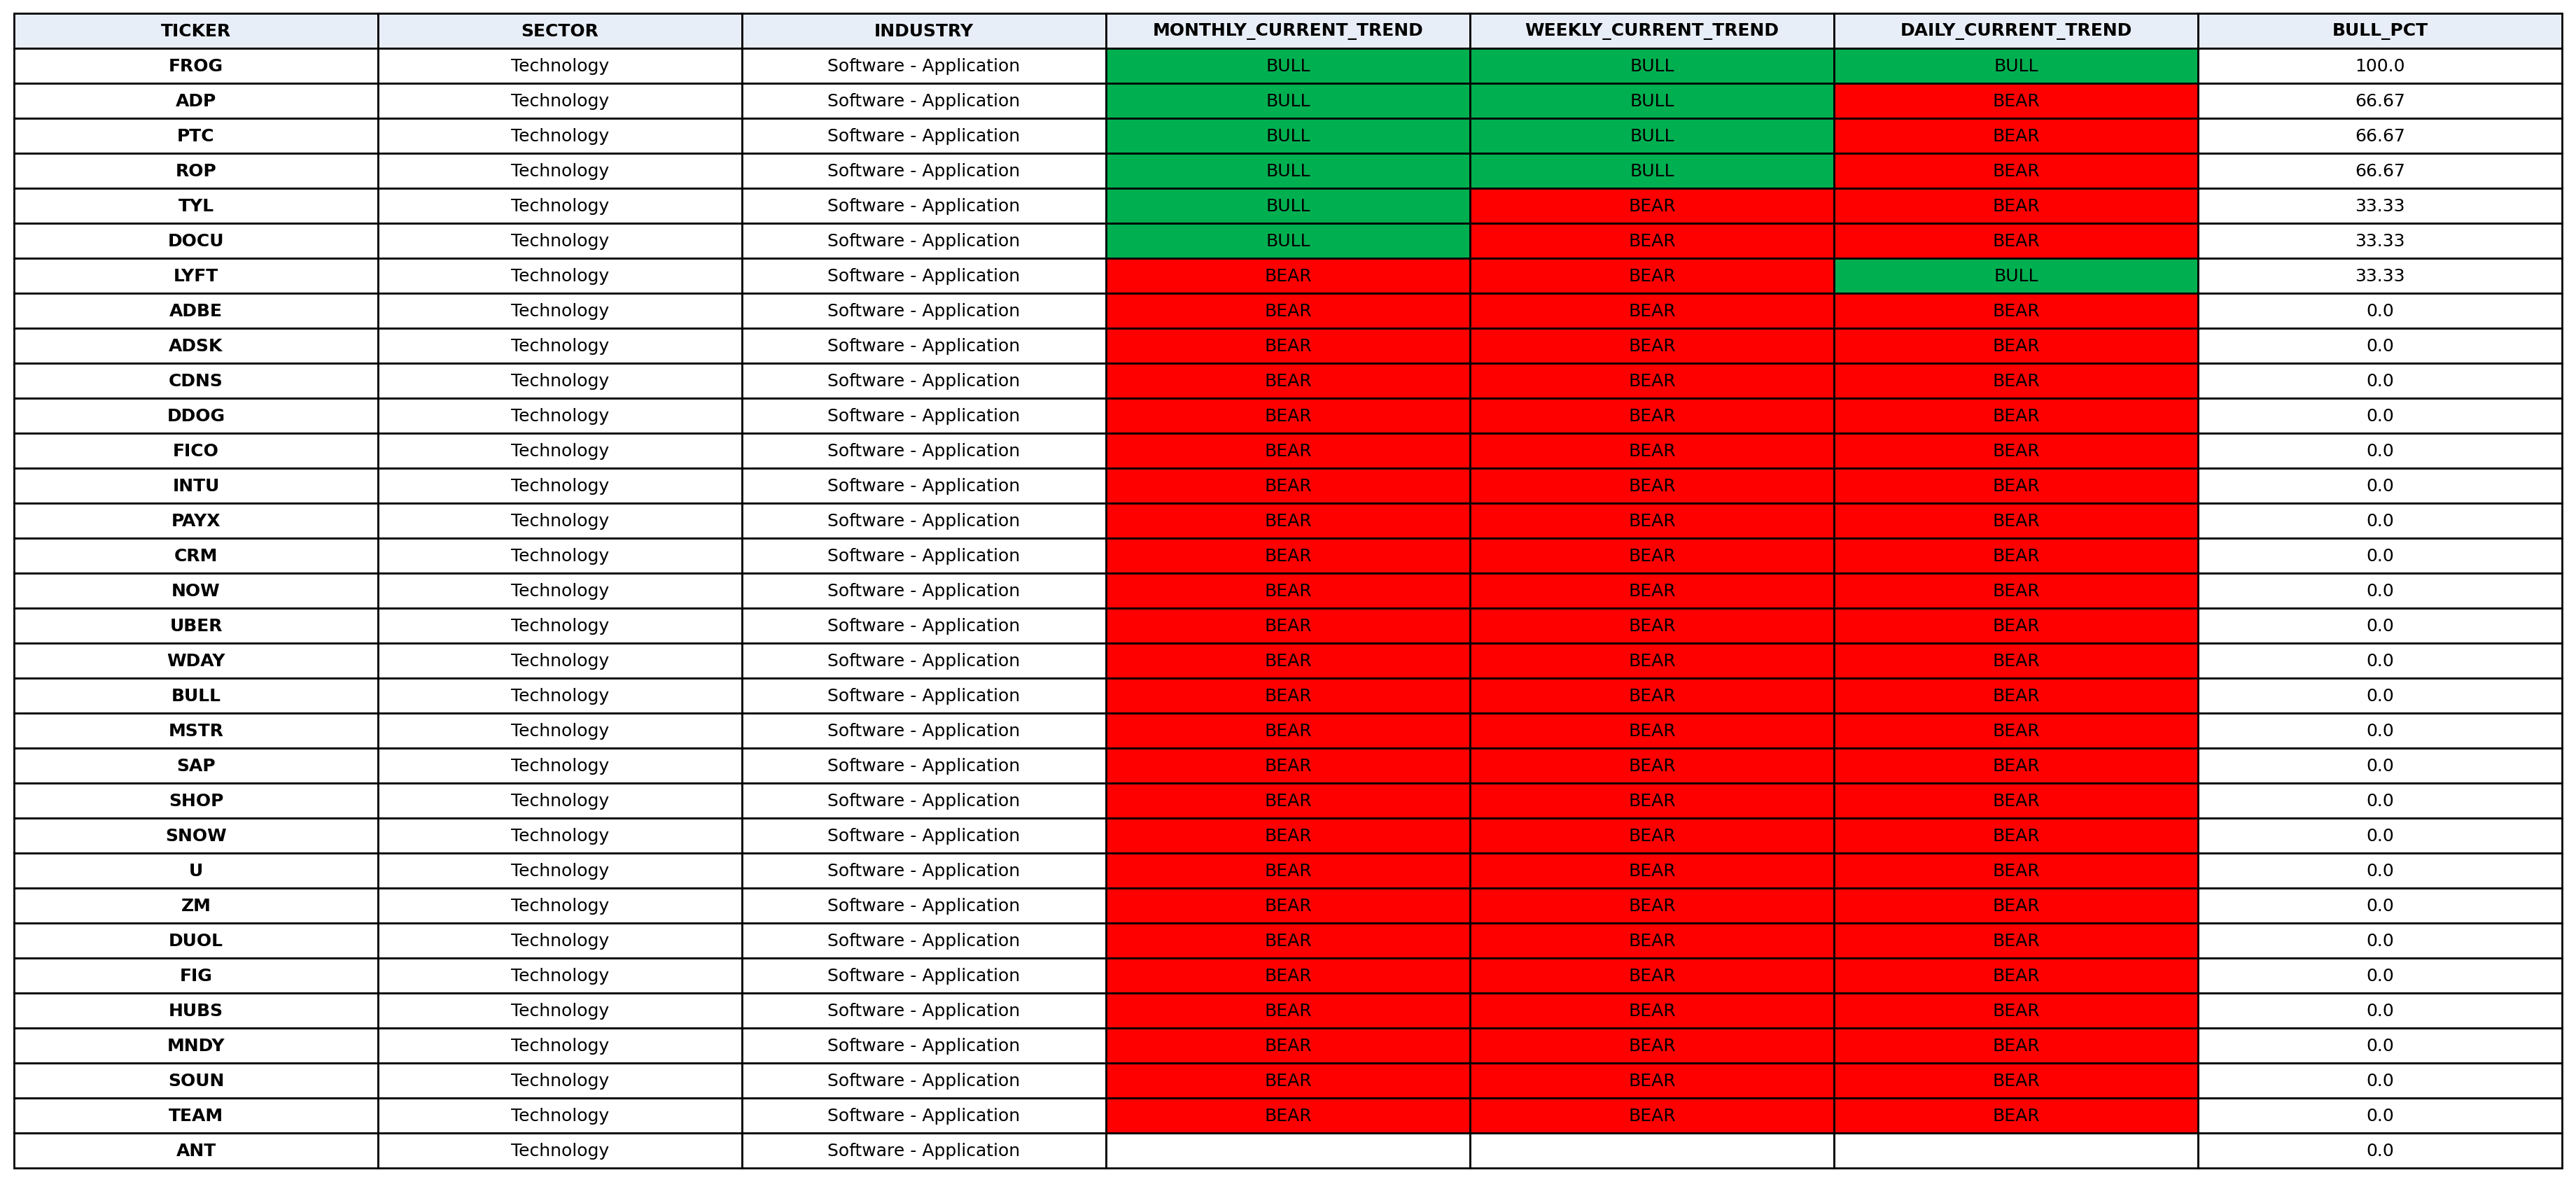 TICKER SECTOR INDUSTRY MONTHLY_CURRENT_TREND WEEKLY_CURRENT_TREND DAILY_CURRENT_TREND BULL_PCT
FROG Technology Software - Application BULL BULL BULL 100.0
ADP Technology Software - Application BULL BULL BEAR 66.67
PTC Technology Software - Application BULL BULL BEAR 66.67
ROP Technology Software - Application BULL BULL BEAR 66.67
TYL Technology Software - Application BULL BEAR BEAR 33.33
DOCU Technology Software - Application BULL BEAR BEAR 33.33
LYFT Technology Software - Application BEAR BEAR BULL 33.33
ADBE Technology Software - Application BEAR BEAR BEAR 0.0
ADSK Technology Software - Application BEAR BEAR BEAR 0.0
CDNS Technology Software - Application BEAR BEAR BEAR 0.0
DDOG Technology Software - Application BEAR BEAR BEAR 0.0
FICO Technology Software - Application BEAR BEAR BEAR 0.0
INTU Technology Software - Application BEAR BEAR BEAR 0.0
PAYX Technology Software - Application BEAR BEAR BEAR 0.0
CRM Technology Software - Application BEAR BEAR BEAR 0.0
NOW Technology Software - Application BEAR BEAR BEAR 0.0
UBER Technology Software - Application BEAR BEAR BEAR 0.0
WDAY Technology Software - Application BEAR BEAR BEAR 0.0
BULL Technology Software - Application BEAR BEAR BEAR 0.0
MSTR Technology Software - Application BEAR BEAR BEAR 0.0
SAP Technology Software - Application BEAR BEAR BEAR 0.0
SHOP Technology Software - Application BEAR BEAR BEAR 0.0
SNOW Technology Software - Application BEAR BEAR BEAR 0.0
U Technology Software - Application BEAR BEAR BEAR 0.0
ZM Technology Software - Application BEAR BEAR BEAR 0.0
DUOL Technology Software - Application BEAR BEAR BEAR 0.0
FIG Technology Software - Application BEAR BEAR BEAR 0.0
HUBS Technology Software - Application BEAR BEAR BEAR 0.0
MNDY Technology Software - Application BEAR BEAR BEAR 0.0
SOUN Technology Software - Application BEAR BEAR BEAR 0.0
TEAM Technology Software - Application BEAR BEAR BEAR 0.0
ANT Technology Software - Application 0.0